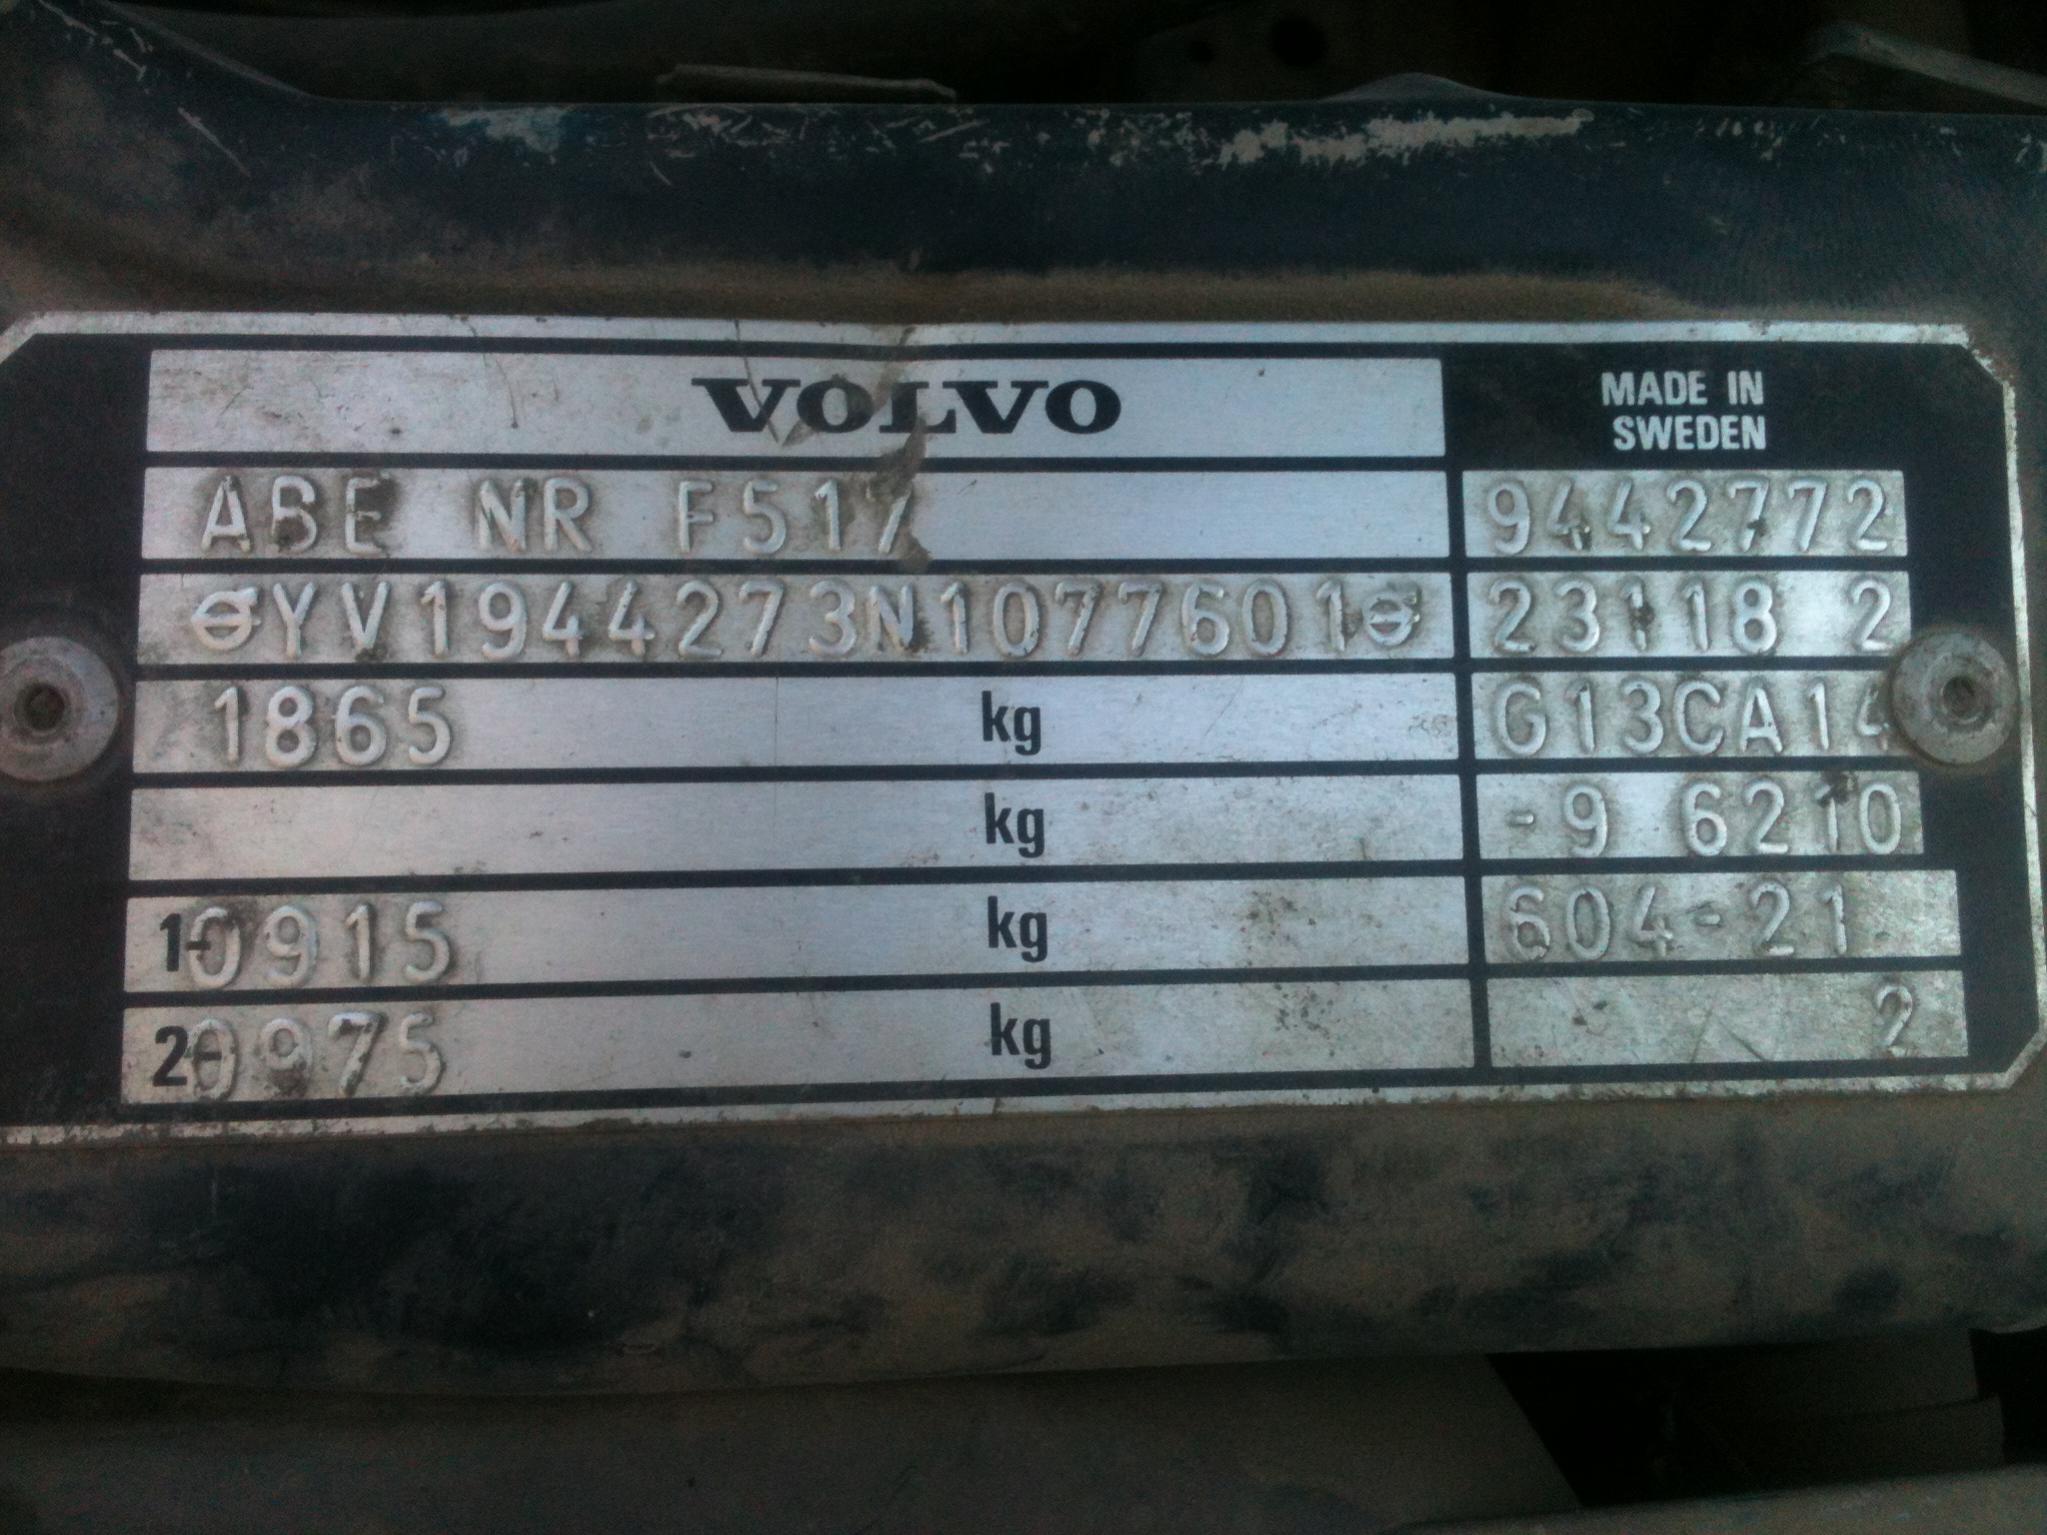 VOLVO
MADE IN
SWEDEN
ABE NR F517
9442772
YV1944273N1077601
23118 2
1865 kg
G13CA14
kg
-9 6210
1-0915 kg
604-21
2-0975 kg
2